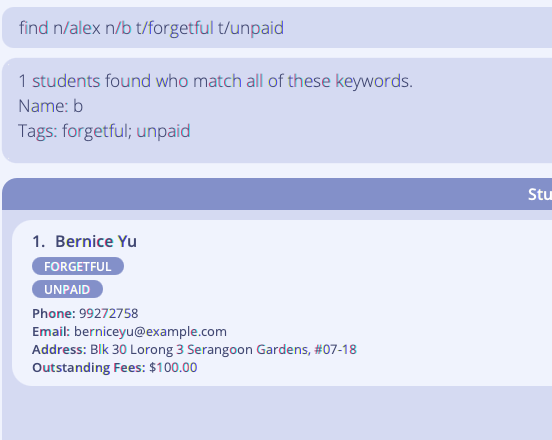 find n/alex n/b t/forgetful t/unpaid
1 students found who match all of these keywords.
Name: b
Tags: forgetful; unpaid
Stu
1. Bernice Yu
FORGETFUL
UNPAID
Phone: 99272758
Email: berniceyu@example.com
Address: Blk 30 Lorong 3 Serangoon Gardens, #07-18
Outstanding Fees: $100.00